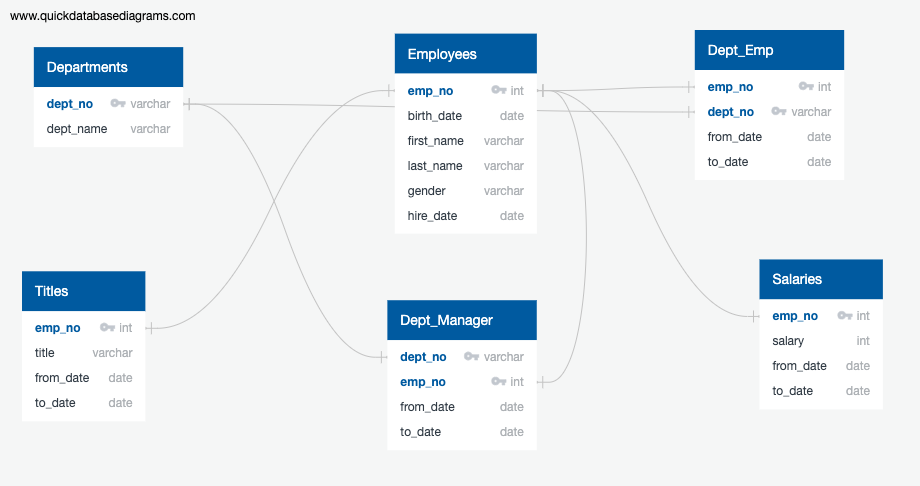 www.quickdatabasediagrams.com
Departments
dept_no varchar
dept_name varchar
Employees
emp_no int
birth_date date
first_name varchar
last_name varchar
gender varchar
hire_date date
Dept_Emp
emp_no int
dept_no varchar
from_date date
to_date date
Titles
emp_no int
title varchar
from_date date
to_date date
Dept_Manager
dept_no varchar
emp_no int
from_date date
to_date date
Salaries
emp_no int
salary int
from_date date
to_date date